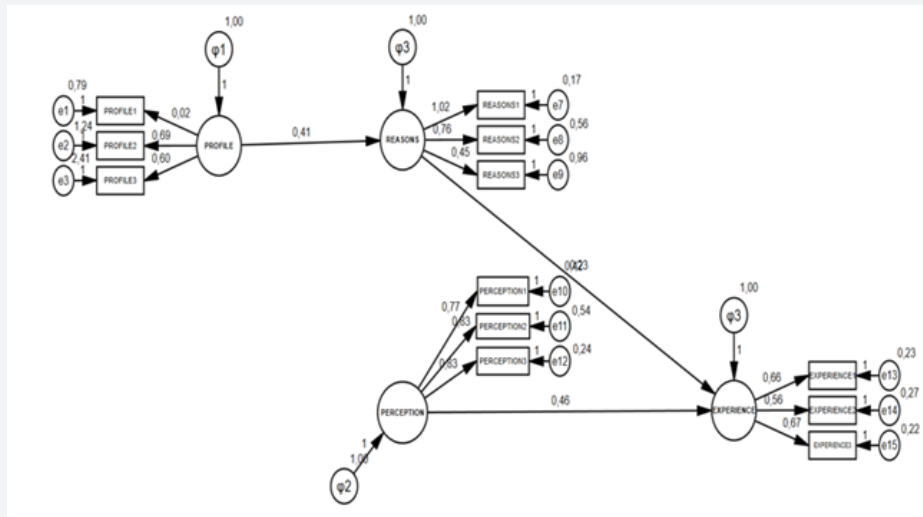 1,00
1,00
φ1
φ3
0,79
0,17
e1
1
PROFILE1
1
1
1,02
REASONS1
1
e7
1,24
0,02
0,76
0,56
e2
1
PROFILE2
0,69
PROFILE
0,41
REASONS
REASONS2
1
e8
2,41
0,60
0,45
0,96
e3
1
PROFILE3
REASONS3
1
e9
0,77
PERCEPTION1
1
e10
1,00
0,83
PERCEPTION2
1
e11
0,54
φ3
0,63
PERCEPTION3
1
e12
0,24
1
0,23
0,66
EXPERIENCE1
1
e13
PERCEPTION
0,46
EXPERIENCE
0,56
0,27
EXPERIENCE2
1
e14
1
0,67
0,22
1,00
EXPERIENCE3
1
e15
φ2